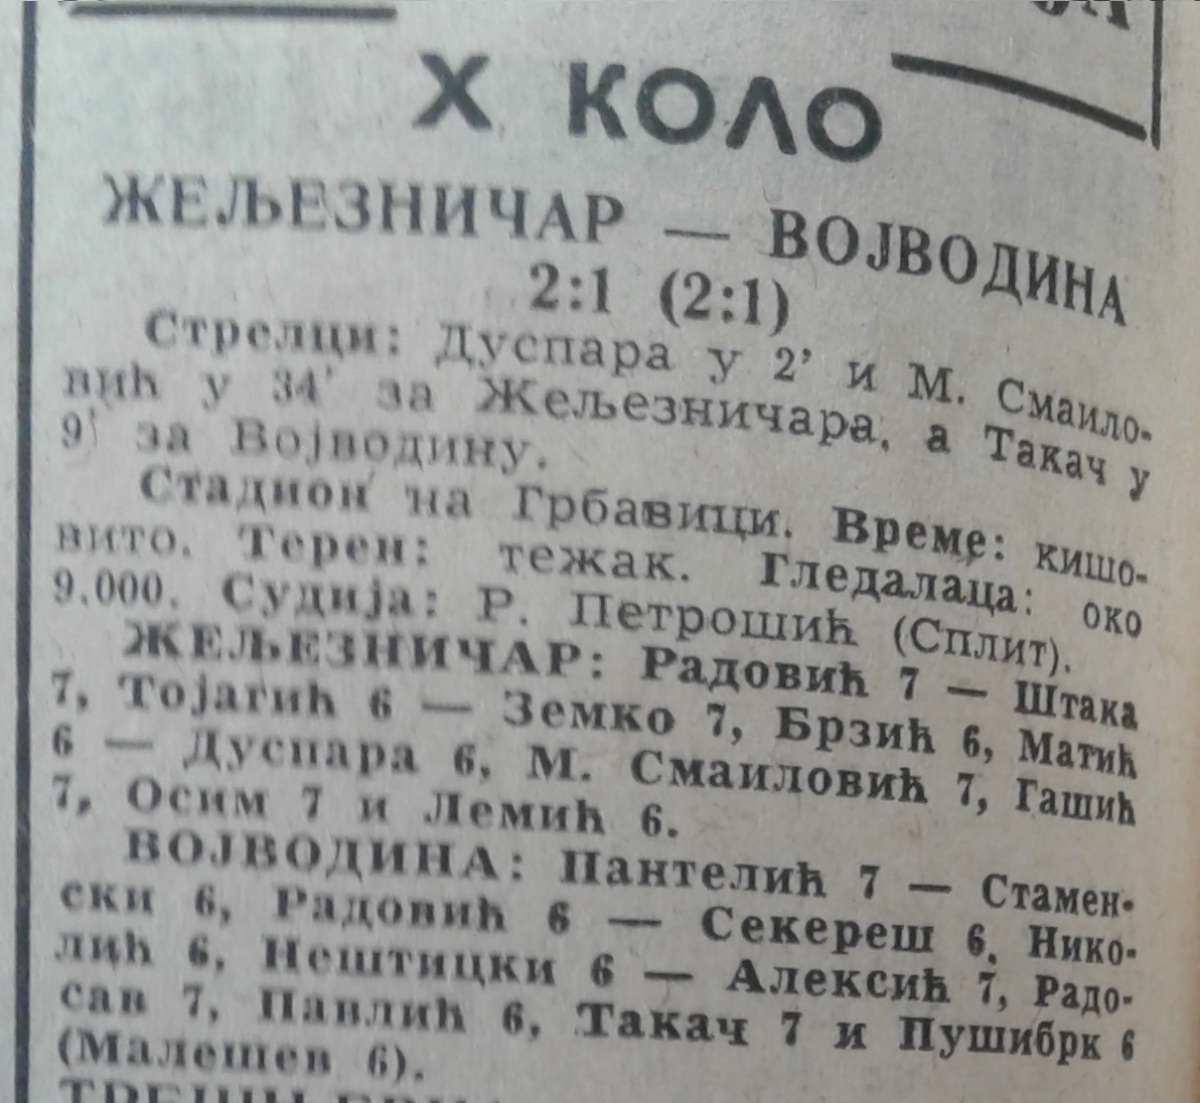 Х КОЛО
ЖЕЉЕЗНИЧАР — ВОЈВОДИНА
2:1 (2:1)
Стрелци: Дуспара у 2' и М. Смаило-
вић у 34' за Жељезничара, а Такач у
9' за Војводину.
Стадион на Грбавици. Време: кишо-
вито. Терен: тежак. Гледалаца: око
9.000. Судија: Р. Петрошић (Сплит).
ЖЕЉЕЗНИЧАР: Радовић 7 — Штака
7, Тојагић 6 — Земко 7, Брзић 6, Матић
6 — Дуспара 6, М. Смаиловић 7, Гашић
7, Осим 7 и Лемић 6.
ВОЈВОДИНА: Пантелић 7 — Стамен-
ски 6, Радовић 6 — Секереш 6, Нико-
лић 6, Нештицки 6 — Алексић 7, Радо-
сав 7, Павлић 6, Такач 7 и Пушибрк 6
(Малешев 6).